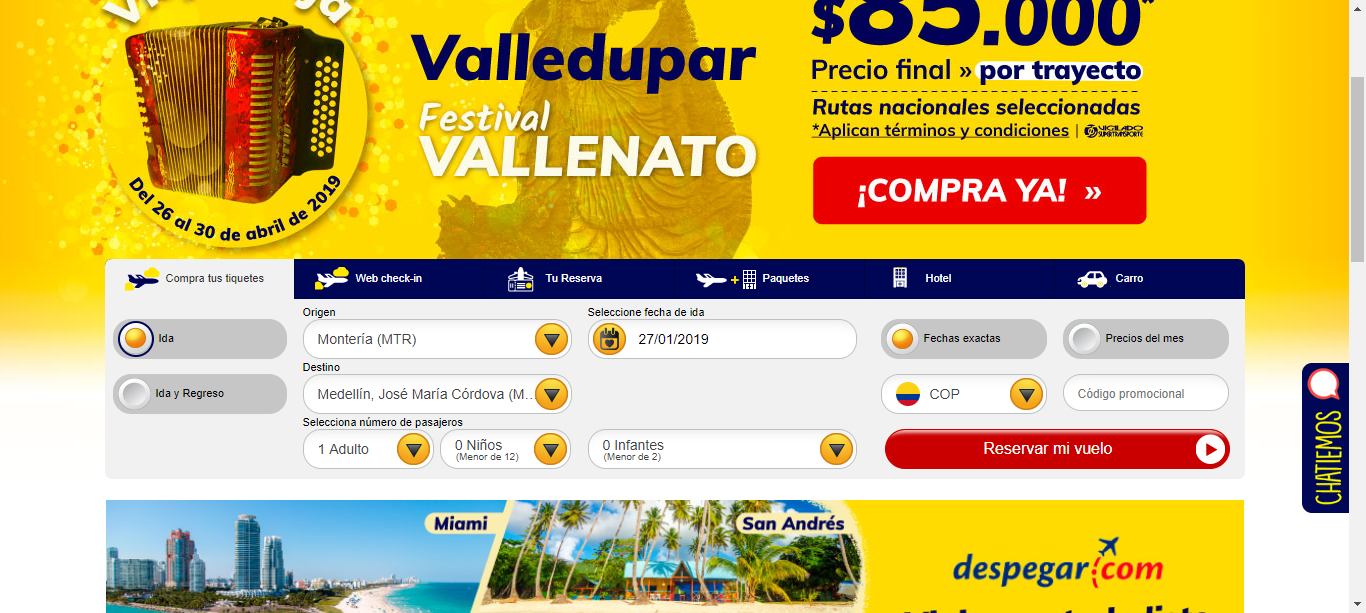 $85.000*
Valledupar
Precio final » por trayecto
Festival
VALLENATO
Rutas nacionales seleccionadas
*Aplican términos y condiciones | VIGILADO
SUPERTRANSPORTE
¡COMPRA YA! »
Del 26 al 30 de abril de 2019
Compra tus tiquetes
Web check-in
Tu Reserva
Paquetes
Hotel
Carro
Origen
Seleccione fecha de ida
Ida
Montería (MTR)
27/01/2019
Fechas exactas
Precios del mes
Destino
Ida y Regreso
Medellín, José María Córdova (M...
COP
Código promocional
Selecciona número de pasajeros
1 Adulto
0 Niños
(Menor de 12)
0 Infantes
(Menor de 2)
Reservar mi vuelo
CHATIEMOS
Miami
San Andrés
despegar.com